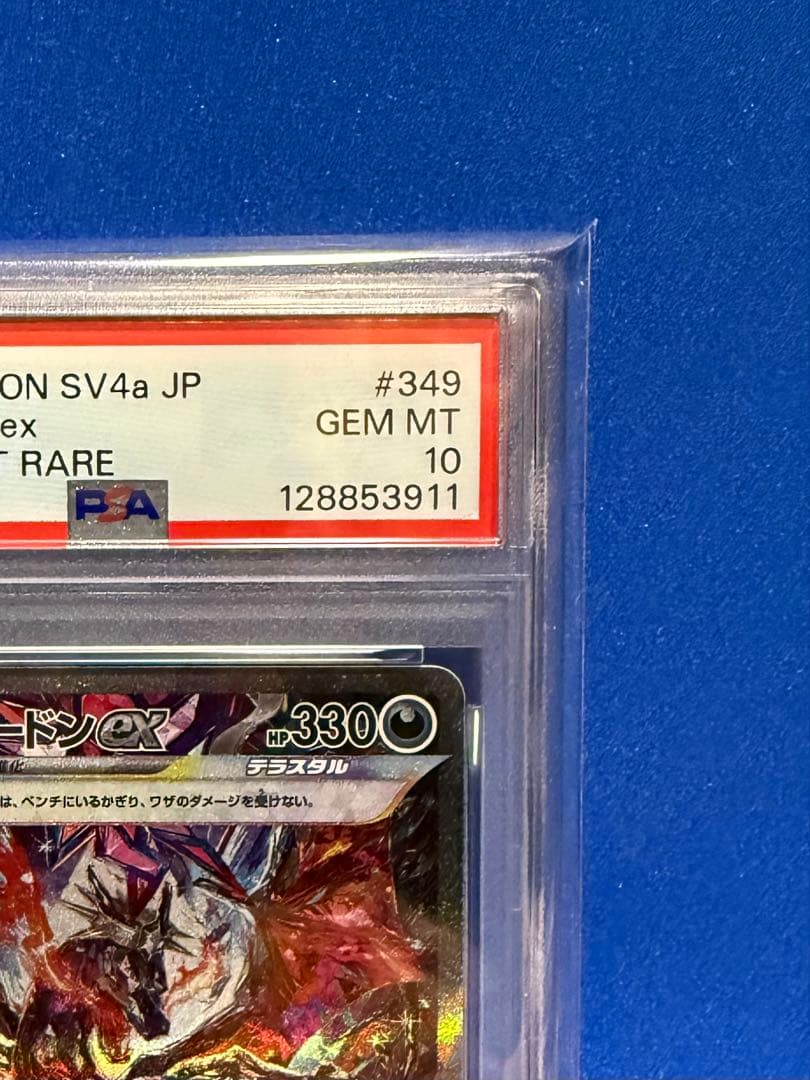 ON SV4a JP #349
ex GEM MT
T RARE 10
PSA 128853911
ードンex HP330
進化 テラスタル
は、ベンチにいるかぎり、ワザのダメージを受けない。